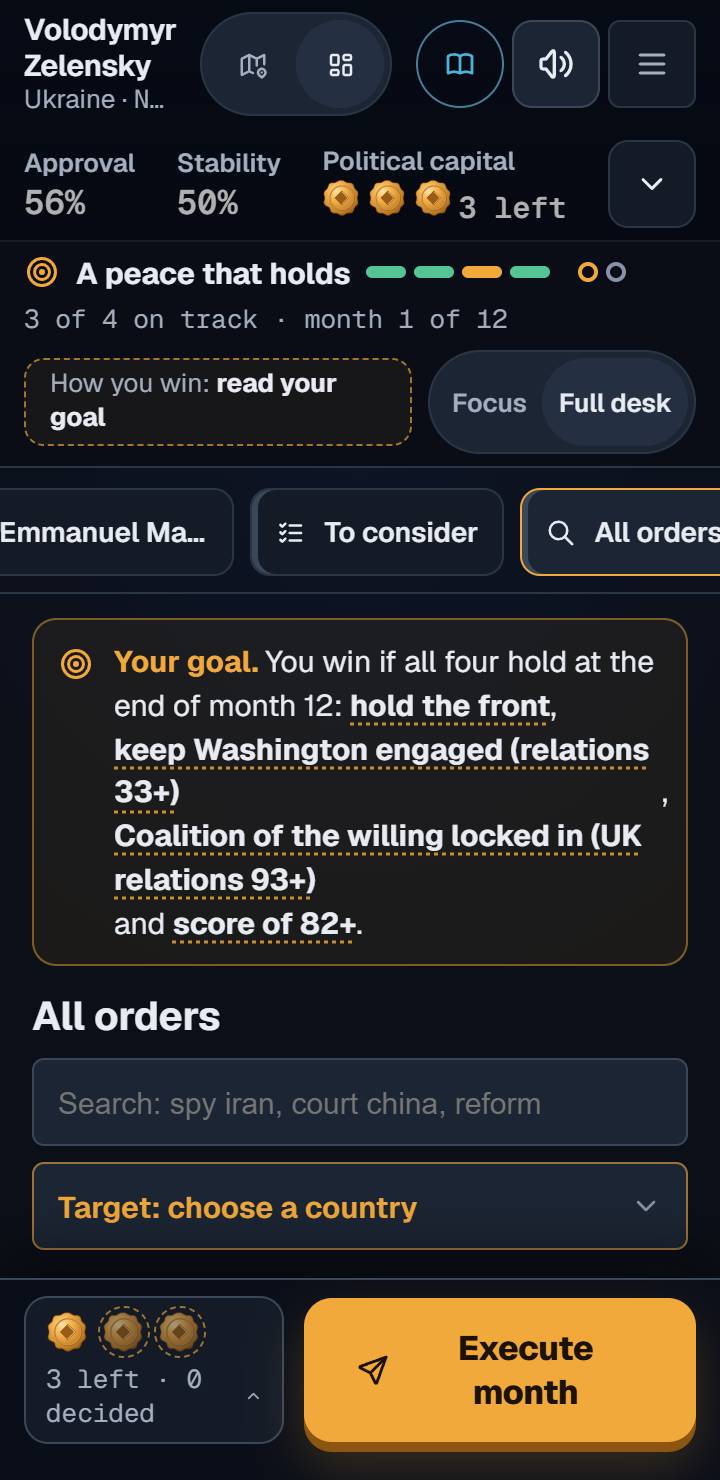 Volodymyr
Zelensky
Ukraine · N...
Approval
56%
Stability
50%
Political capital
3 left
A peace that holds
3 of 4 on track · month 1 of 12
How you win: read your
goal
Focus
Full desk
Emmanuel Ma...
To consider
All orders
Your goal. You win if all four hold at the
end of month 12: hold the front,
keep Washington engaged (relations
33+)
,
Coalition of the willing locked in (UK
relations 93+)
and score of 82+.
All orders
Search: spy iran, court china, reform
Target: choose a country
3 left · 0
decided
Execute
month